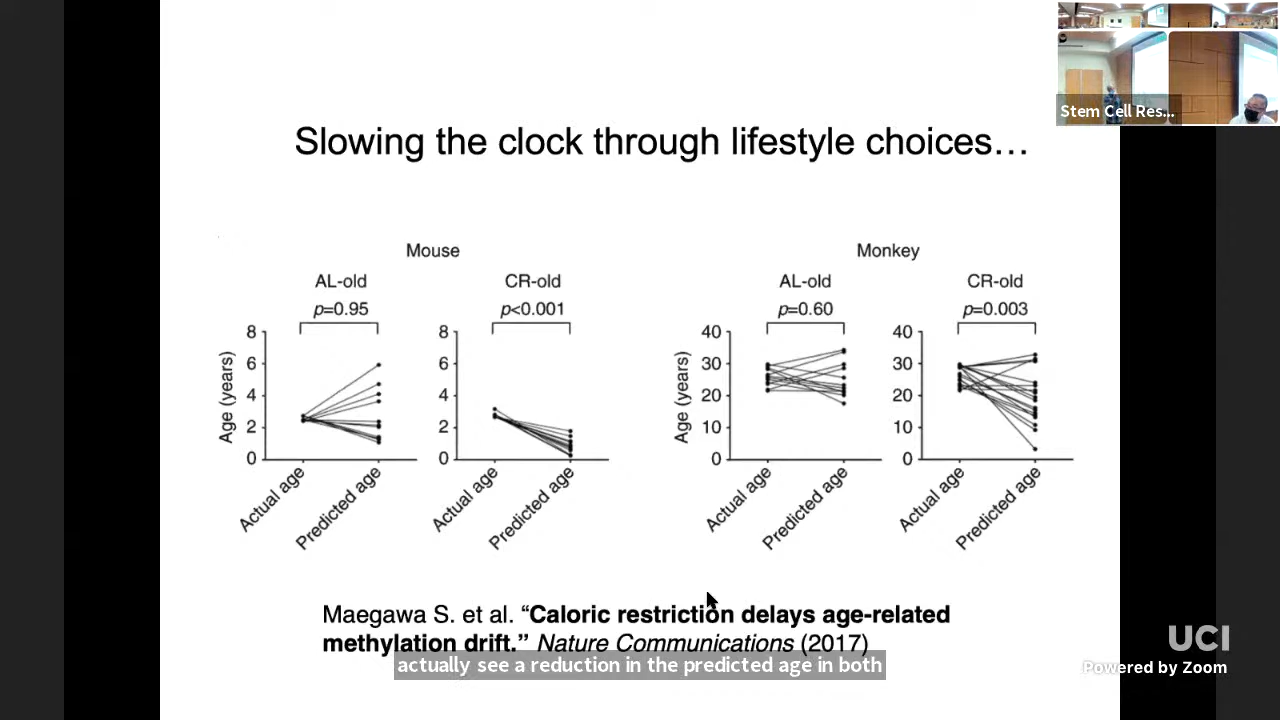 Stem Cell Res...
Slowing the clock through lifestyle choices…
Mouse
Monkey
AL-old
CR-old
AL-old
CR-old
p=0.95
p<0.001
p=0.60
p=0.003
Age (years)
8
6
4
2
0
Actual age
Predicted age
8
6
4
2
0
Actual age
Predicted age
Age (years)
40
30
20
10
0
Actual age
Predicted age
40
30
20
10
0
Actual age
Predicted age
Maegawa S. et al. “Caloric restriction delays age-related
methylation drift.” Nature Communications (2017)
actually see a reduction in the predicted age in both
UCI
Powered by Zoom